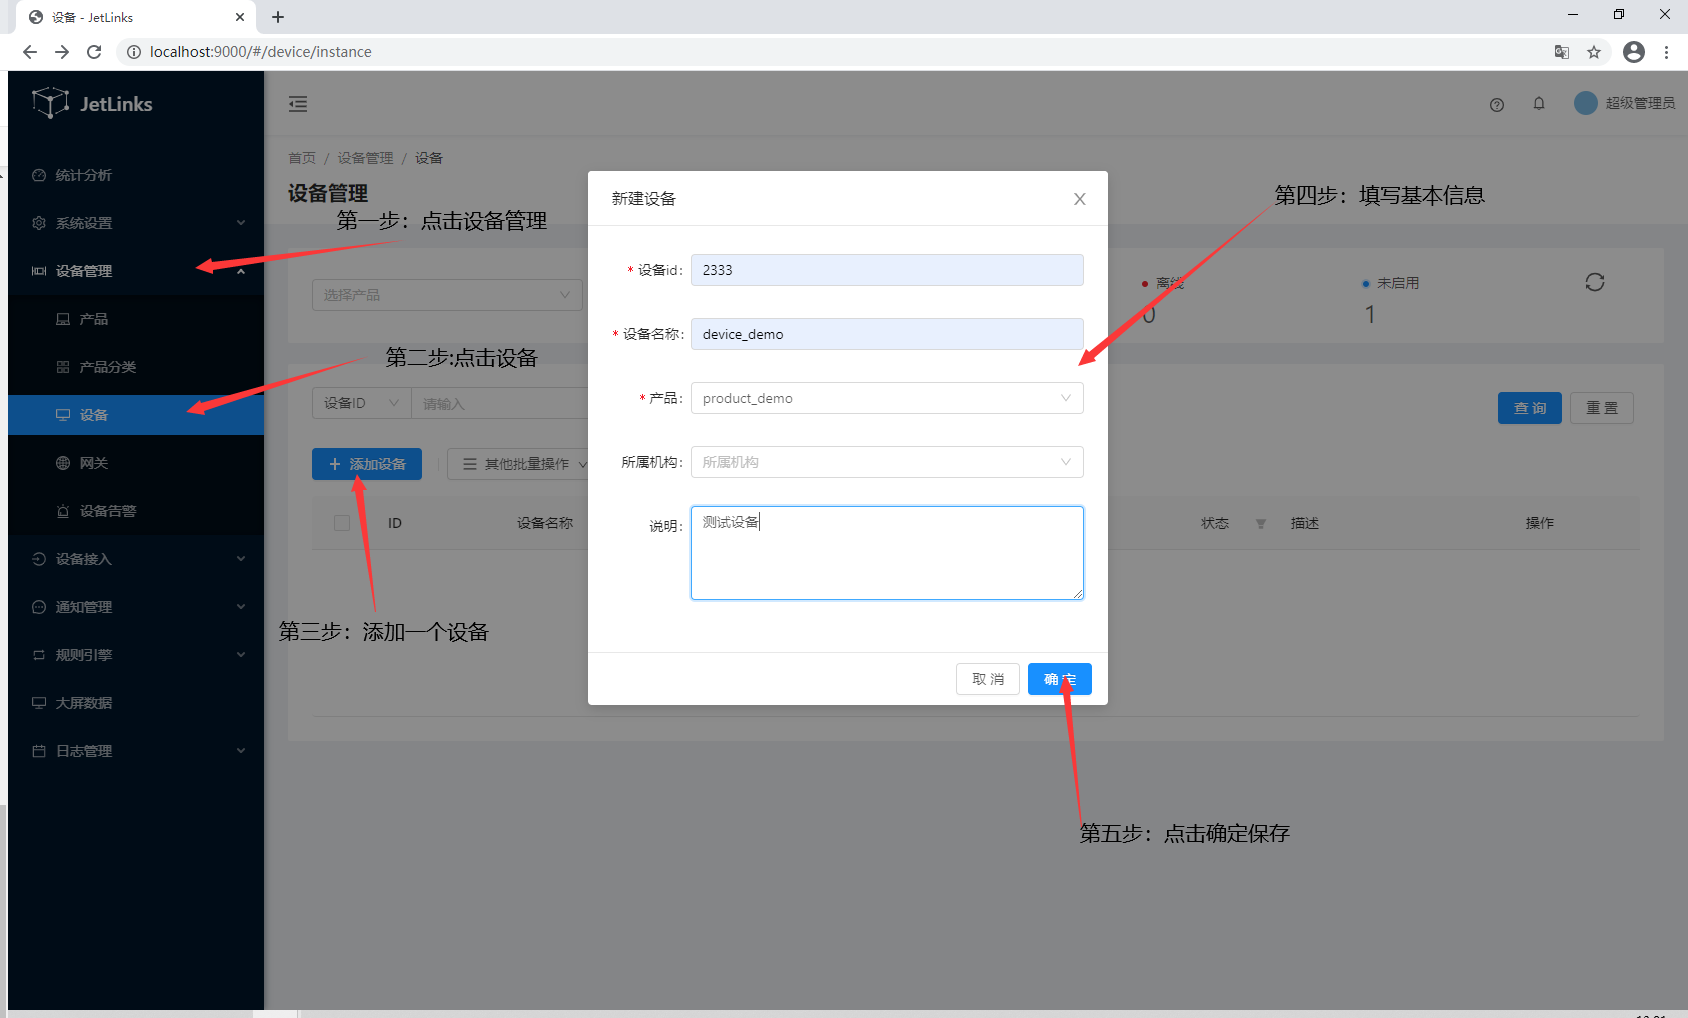 设备 - JetLinks
localhost:9000/#/device/instance
JetLinks
超级管理员
统计分析
系统设置
设备管理
产品
产品分类
设备
网关
设备告警
设备接入
通知管理
规则引擎
大屏数据
日志管理
首页 / 设备管理 / 设备
设备管理
第一步：点击设备管理
选择产品
离线
0
未启用
1
第二步:点击设备
设备ID
请输入
查 询
重 置
添加设备
其他批量操作
ID
设备名称
状态
描述
操作
第三步：添加一个设备
新建设备
* 设备id:
2333
* 设备名称:
device_demo
* 产品:
product_demo
所属机构:
所属机构
说明:
测试设备
取 消
确 定
第四步：填写基本信息
第五步：点击确定保存